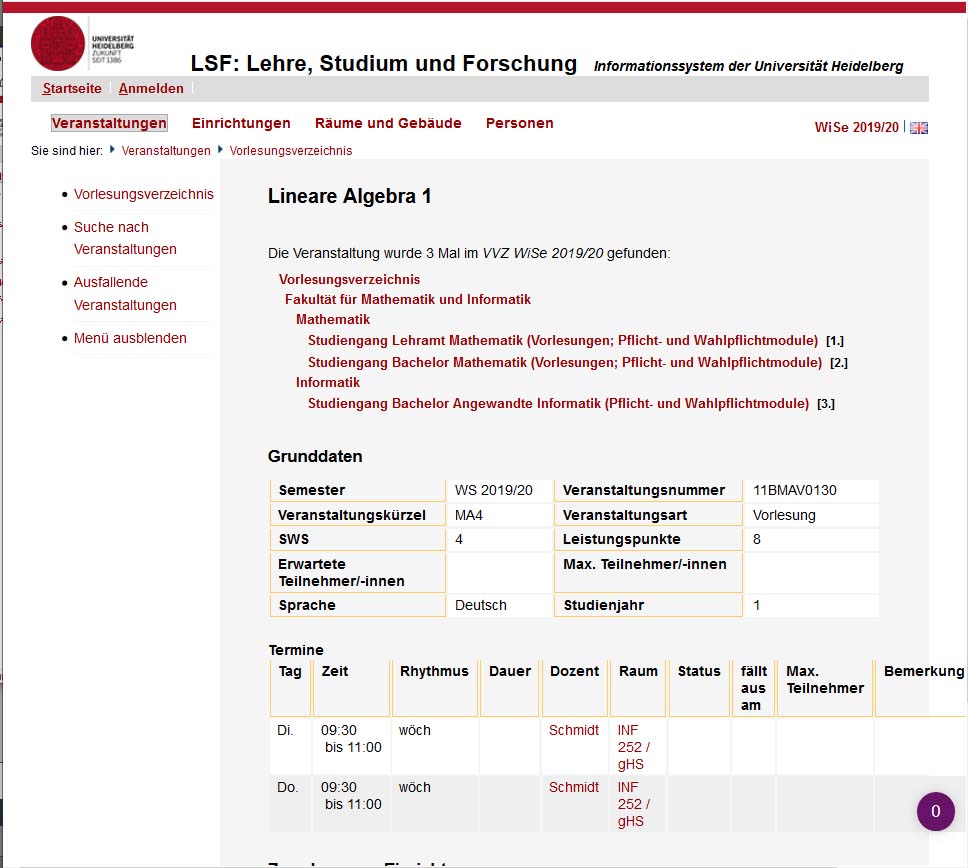 UNIVERSITÄT
HEIDELBERG
ZUKUNFT
SEIT 1386
LSF: Lehre, Studium und Forschung Informationssystem der Universität Heidelberg
Startseite Anmelden
Veranstaltungen Einrichtungen Räume und Gebäude Personen
WiSe 2019/20
Sie sind hier: Veranstaltungen Vorlesungsverzeichnis
Vorlesungsverzeichnis
Suche nach
Veranstaltungen
Ausfallende
Veranstaltungen
Menü ausblenden
Lineare Algebra 1
Die Veranstaltung wurde 3 Mal im VVZ WiSe 2019/20 gefunden:
Vorlesungsverzeichnis
Fakultät für Mathematik und Informatik
Mathematik
Studiengang Lehramt Mathematik (Vorlesungen; Pflicht- und Wahlpflichtmodule) [1.]
Studiengang Bachelor Mathematik (Vorlesungen; Pflicht- und Wahlpflichtmodule) [2.]
Informatik
Studiengang Bachelor Angewandte Informatik (Pflicht- und Wahlpflichtmodule) [3.]
Grunddaten
Semester WS 2019/20 Veranstaltungsnummer 11BMAV0130
Veranstaltungskürzel MA4 Veranstaltungsart Vorlesung
SWS 4 Leistungspunkte 8
Erwartete Max. Teilnehmer/-innen
Teilnehmer/-innen
Sprache Deutsch Studienjahr 1
Termine
Tag Zeit Rhythmus Dauer Dozent Raum Status fällt Max. Bemerkung
aus Teilnehmer
am
Di. 09:30 wöch Schmidt INF
bis 11:00 252 /
gHS
Do. 09:30 wöch Schmidt INF
bis 11:00 252 /
gHS
0